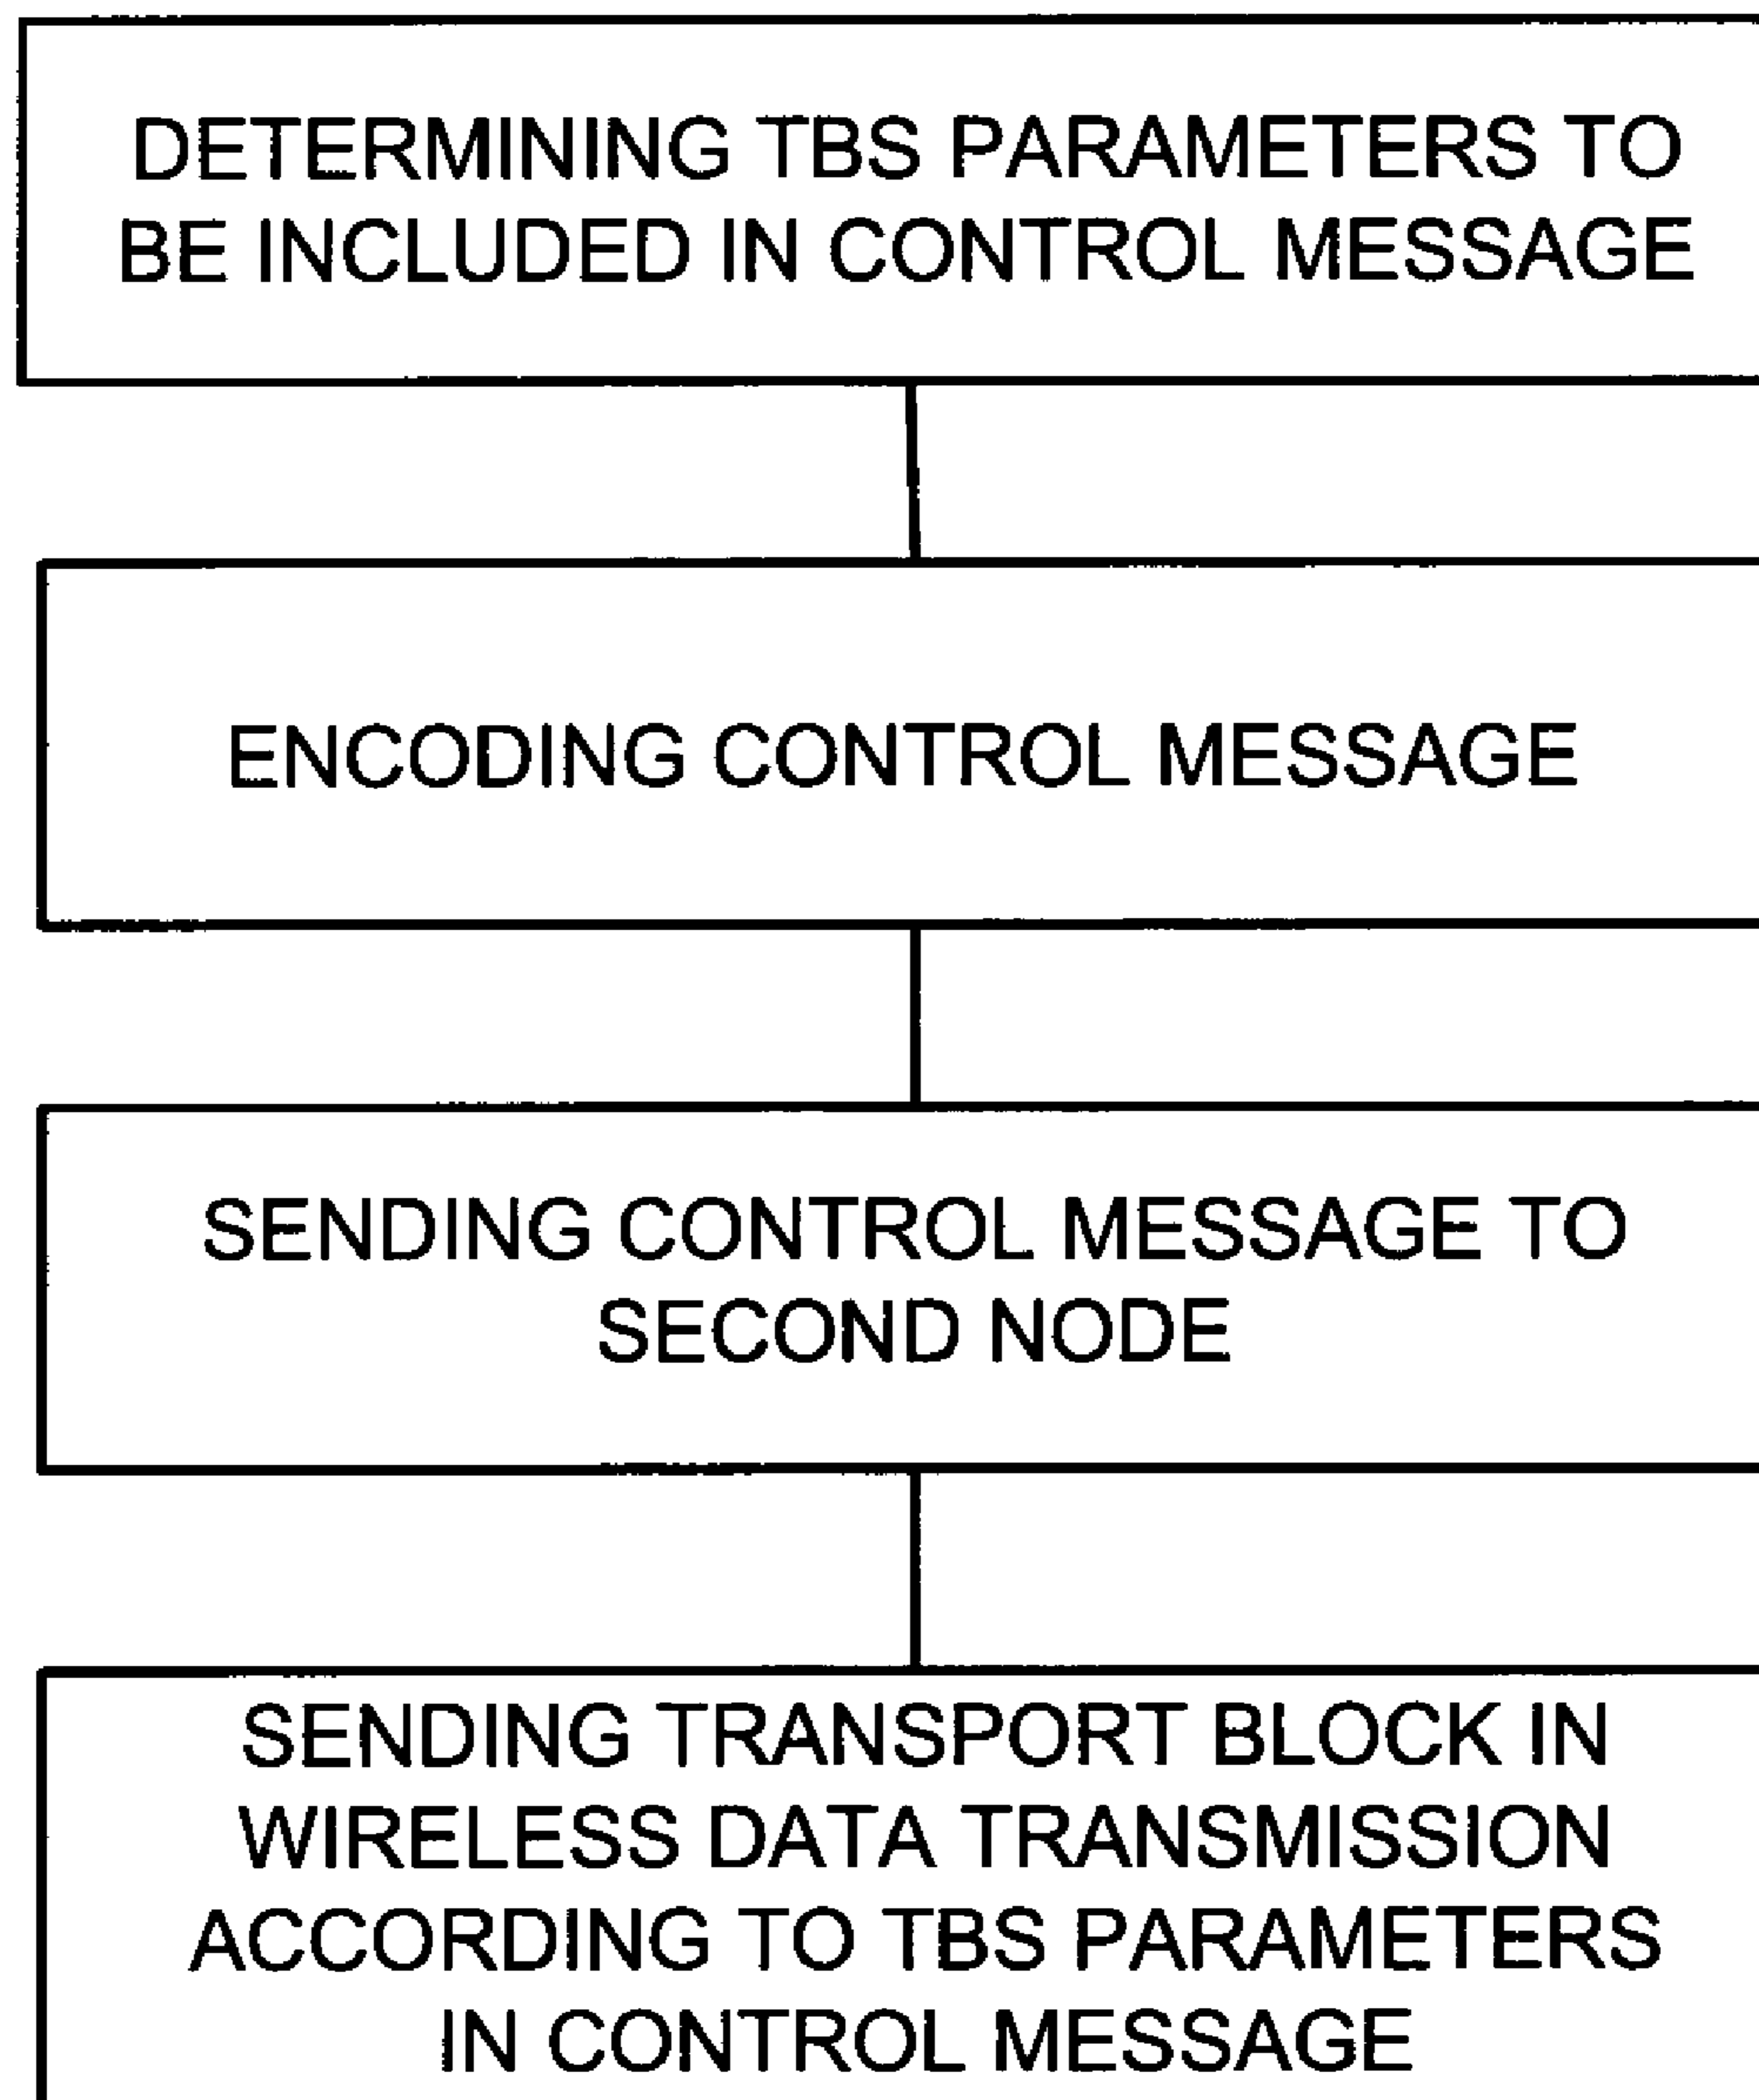 DETERMINING TBS PARAMETERS TO
BE INCLUDED IN CONTROL MESSAGE
ENCODING CONTROL MESSAGE
SENDING CONTROL MESSAGE TO
SECOND NODE
SENDING TRANSPORT BLOCK IN
WIRELESS DATA TRANSMISSION
ACCORDING TO TBS PARAMETERS
IN CONTROL MESSAGE